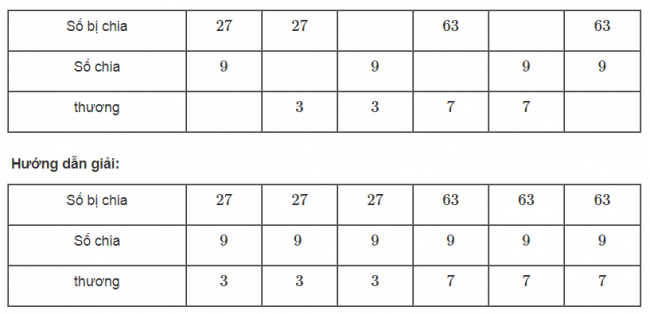 Số bị chia 27 27 63 63
Số chia 9 9 9 9
thương 3 3 7 7
Hướng dẫn giải:
Số bị chia 27 27 27 63 63 63
Số chia 9 9 9 9 9 9
thương 3 3 3 7 7 7